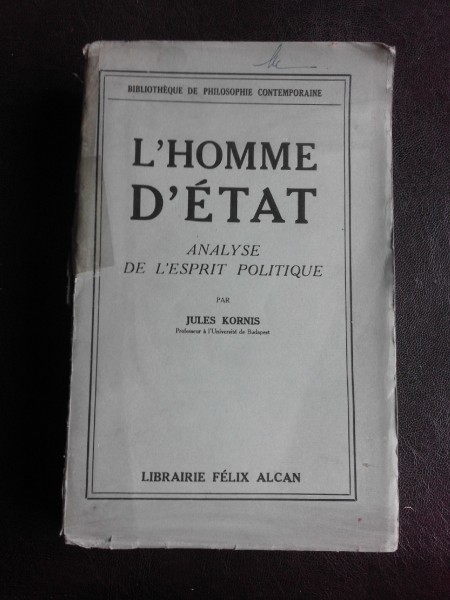 BIBLIOTHÈQUE DE PHILOSOPHIE CONTEMPORAINE
L'HOMME
D'ÉTAT
ANALYSE
DE L'ESPRIT POLITIQUE
PAR
JULES KORNIS
Professeur à l'Université de Budapest
LIBRAIRIE FÉLIX ALCAN